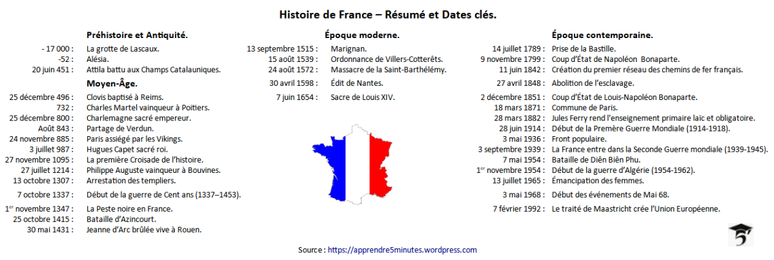 Histoire de France – Résumé et Dates clés.
Préhistoire et Antiquité.
- 17 000 : La grotte de Lascaux.
-52 : Alésia.
20 juin 451 : Attila battu aux Champs Catalauniques.
Moyen-Âge.
25 décembre 496 : Clovis baptisé à Reims.
732 : Charles Martel vainqueur à Poitiers.
25 décembre 800 : Charlemagne sacré empereur.
Août 843 : Partage de Verdun.
24 novembre 885 : Paris assiégé par les Vikings.
3 juillet 987 : Hugues Capet sacré roi.
27 novembre 1095 : La première Croisade de l'histoire.
27 juillet 1214 : Philippe Auguste vainqueur à Bouvines.
13 octobre 1307 : Arrestation des templiers.
7 octobre 1337 : Début de la guerre de Cent ans (1337–1453).
1er novembre 1347 : La Peste noire en France.
25 octobre 1415 : Bataille d'Azincourt.
30 mai 1431 : Jeanne d'Arc brûlée vive à Rouen.
Époque moderne.
13 septembre 1515 : Marignan.
15 août 1539 : Ordonnance de Villers-Cotterêts.
24 août 1572 : Massacre de la Saint-Barthélemy.
30 avril 1598 : Édit de Nantes.
7 juin 1654 : Sacre de Louis XIV.
Époque contemporaine.
14 juillet 1789 : Prise de la Bastille.
9 novembre 1799 : Coup d'État de Napoléon Bonaparte.
11 juin 1842 : Création du premier réseau des chemins de fer français.
27 avril 1848 : Abolition de l'esclavage.
2 décembre 1851 : Coup d'État de Louis-Napoléon Bonaparte.
18 mars 1871 : Commune de Paris.
28 mars 1882 : Jules Ferry rend l'enseignement primaire laïc et obligatoire.
28 juin 1914 : Début de la Première Guerre Mondiale (1914-1918).
3 mai 1936 : Front populaire.
3 septembre 1939 : La France entre dans la Seconde Guerre mondiale (1939-1945).
7 mai 1954 : Bataille de Diên Biên Phu.
1er novembre 1954 : Début de la guerre d'Algérie (1954-1962).
13 juillet 1965 : Émancipation des femmes.
3 mai 1968 : Début des événements de Mai 68.
7 février 1992 : Le traité de Maastricht crée l'Union Européenne.
5
Source : https://apprendre5minutes.wordpress.com